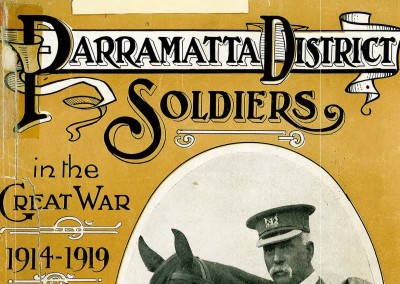 PARRAMATTA DISTRICT
SOLDIERS
in the
GREAT WAR
1914-1919